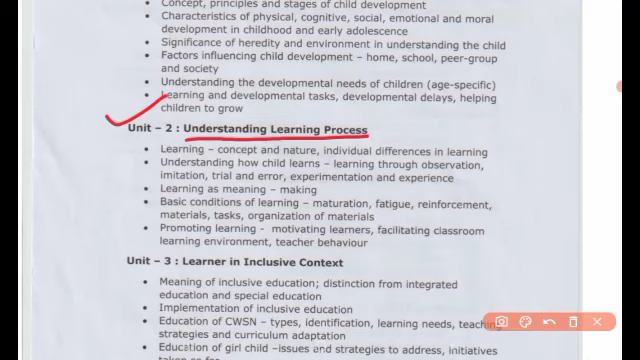 • Concept, principles and stages of child development
• Characteristics of physical, cognitive, social, emotional and moral
development in childhood and early adolescence
• Significance of heredity and environment in understanding the child
• Factors influencing child development – home, school, peer-group
and society
• Understanding the developmental needs of children (age-specific)
• Learning and developmental tasks, developmental delays, helping
children to grow
Unit – 2 : Understanding Learning Process
• Learning – concept and nature, individual differences in learning
• Understanding how child learns – learning through observation,
imitation, trial and error, experimentation and experience
• Learning as meaning – making
• Basic conditions of learning – maturation, fatigue, reinforcement,
materials, tasks, organization of materials
• Promoting learning - motivating learners, facilitating classroom
learning environment, teacher behaviour
Unit – 3 : Learner in Inclusive Context
• Meaning of inclusive education; distinction from integrated
education and special education
• Implementation of inclusive education
• Education of CWSN – types, identification, learning needs, teaching
strategies and curriculum adaptation
• Education of girl child –issues and strategies to address, initiatives
taken so far